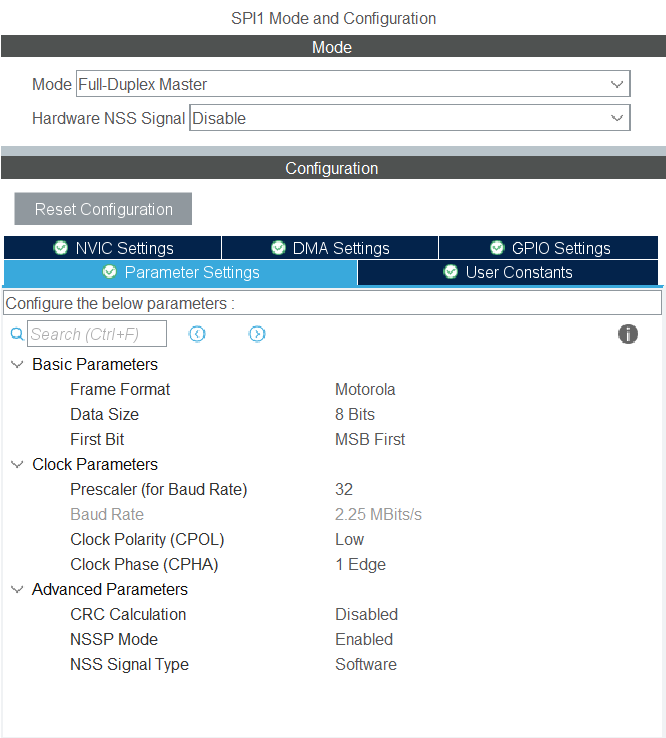 SPI1 Mode and Configuration
Mode
Mode Full-Duplex Master
Hardware NSS Signal Disable
Configuration
Reset Configuration
NVIC Settings DMA Settings GPIO Settings
Parameter Settings User Constants
Configure the below parameters :
Search (Ctrl+F)
Basic Parameters
Frame Format Motorola
Data Size 8 Bits
First Bit MSB First
Clock Parameters
Prescaler (for Baud Rate) 32
Baud Rate 2.25 MBits/s
Clock Polarity (CPOL) Low
Clock Phase (CPHA) 1 Edge
Advanced Parameters
CRC Calculation Disabled
NSSP Mode Enabled
NSS Signal Type Software